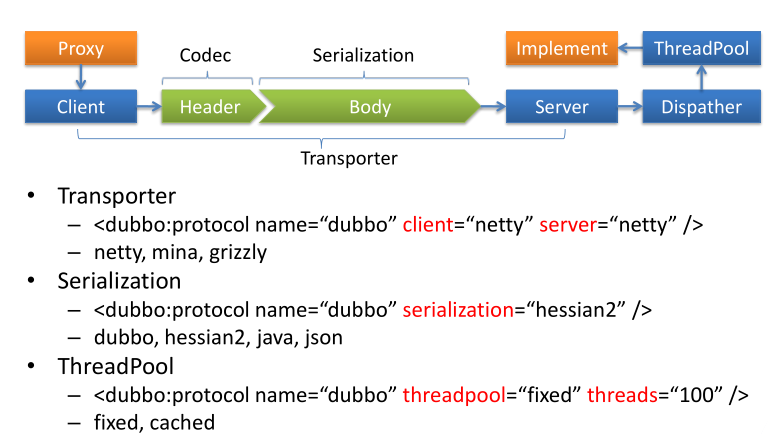 Proxy
Codec
Serialization
Implement
ThreadPool
Client
Header
Body
Server
Dispather
Transporter
• Transporter
– <dubbo:protocol name=“dubbo” client=“netty” server=“netty” />
– netty, mina, grizzly
• Serialization
– <dubbo:protocol name=“dubbo” serialization=“hessian2” />
– dubbo, hessian2, java, json
• ThreadPool
– <dubbo:protocol name=“dubbo” threadpool=“fixed” threads=“100” />
– fixed, cached